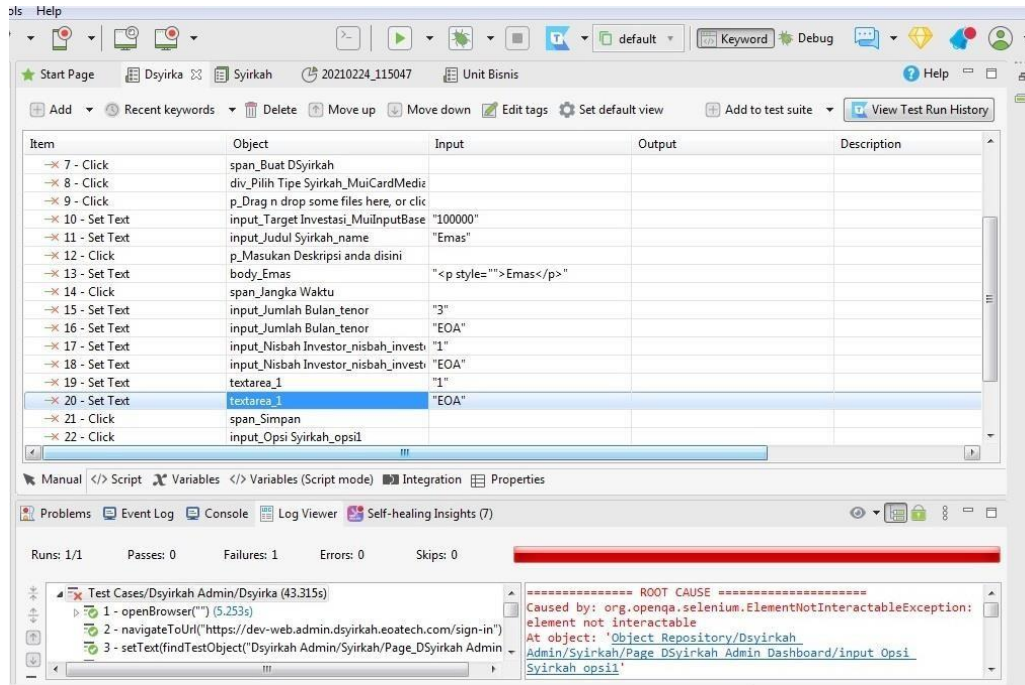 ols Help
default Keyword Debug
Start Page Dsyirka Syirkah 20210224_115047 Unit Bisnis Help
Add Recent keywords Delete Move up Move down Edit tags Set default view Add to test suite View Test Run History
Item Object Input Output Description
7 - Click span_Buat DSyirkah
8 - Click div_Pilih Tipe Syirkah_MuiCardMedia
9 - Click p_Drag n drop some files here, or clic
10 - Set Text input_Target Investasi_MuiInputBase "100000"
11 - Set Text input_Judul Syirkah_name "Emas"
12 - Click p_Masukan Deskripsi anda disini
13 - Set Text body_Emas "<p style="">Emas</p>"
14 - Click span_Jangka Waktu
15 - Set Text input_Jumlah Bulan_tenor "3"
16 - Set Text input_Jumlah Bulan_tenor "EOA"
17 - Set Text input_Nisbah Investor_nisbah_invest "1"
18 - Set Text input_Nisbah Investor_nisbah_invest "EOA"
19 - Set Text textarea_1 "1"
20 - Set Text textarea_1 "EOA"
21 - Click span_Simpan
22 - Click input_Opsi Syirkah_opsi1
Manual </> Script Variables </> Variables (Script mode) Integration Properties
Problems Event Log Console Log Viewer Self-healing Insights (7)
Runs: 1/1 Passes: 0 Failures: 1 Errors: 0 Skips: 0
Test Cases/Dsyirkah Admin/Dsyirka (43.315s)
1 - openBrowser("") (5.253s)
2 - navigateToUrl("https://dev-web.admin.dsyirkah.eoatech.com/sign-in")
3 - setText(findTestObject("Dsyirkah Admin/Syirkah/Page_DSyirkah Admin
=============== ROOT CAUSE =====================
Caused by: org.openqa.selenium.ElementNotInteractableException:
element not interactable
At object: 'Object Repository/Dsyirkah
Admin/Syirkah/Page DSyirkah Admin Dashboard/input Opsi
Syirkah opsi1'